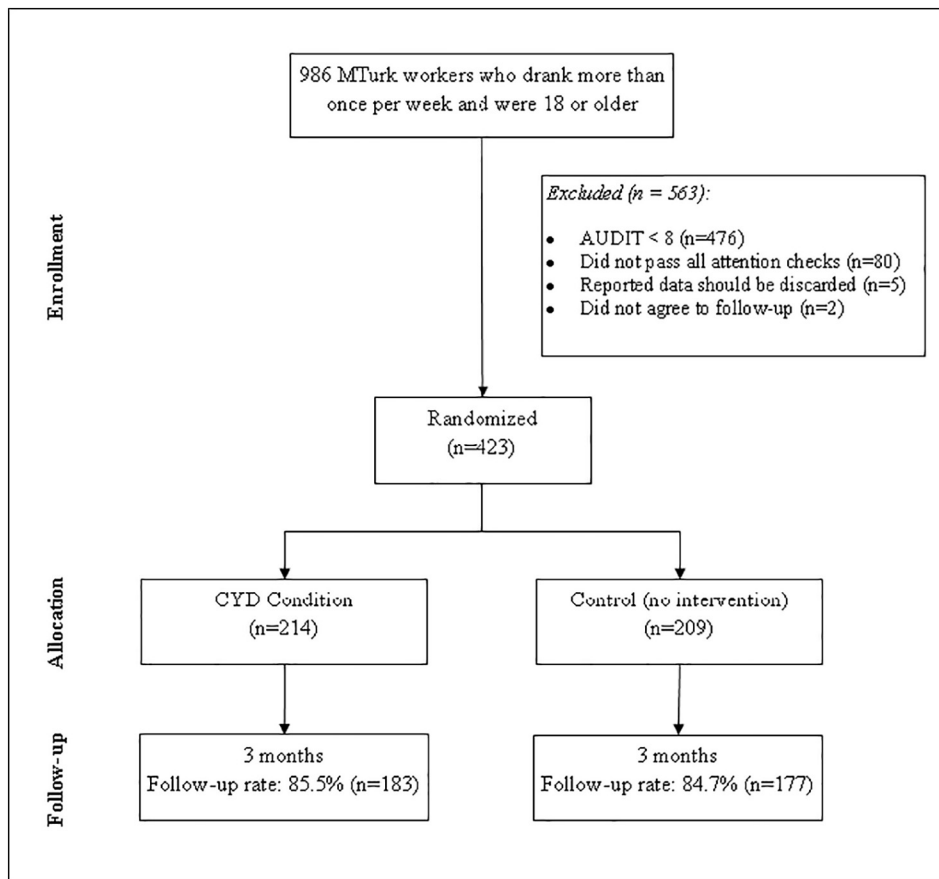 986 MTurk workers who drank more than
once per week and were 18 or older
Enrollment
Excluded (n = 563):
• AUDIT < 8 (n=476)
• Did not pass all attention checks (n=80)
• Reported data should be discarded (n=5)
• Did not agree to follow-up (n=2)
Randomized
(n=423)
Allocation
CYD Condition
(n=214)
Control (no intervention)
(n=209)
Follow-up
3 months
Follow-up rate: 85.5% (n=183)
3 months
Follow-up rate: 84.7% (n=177)